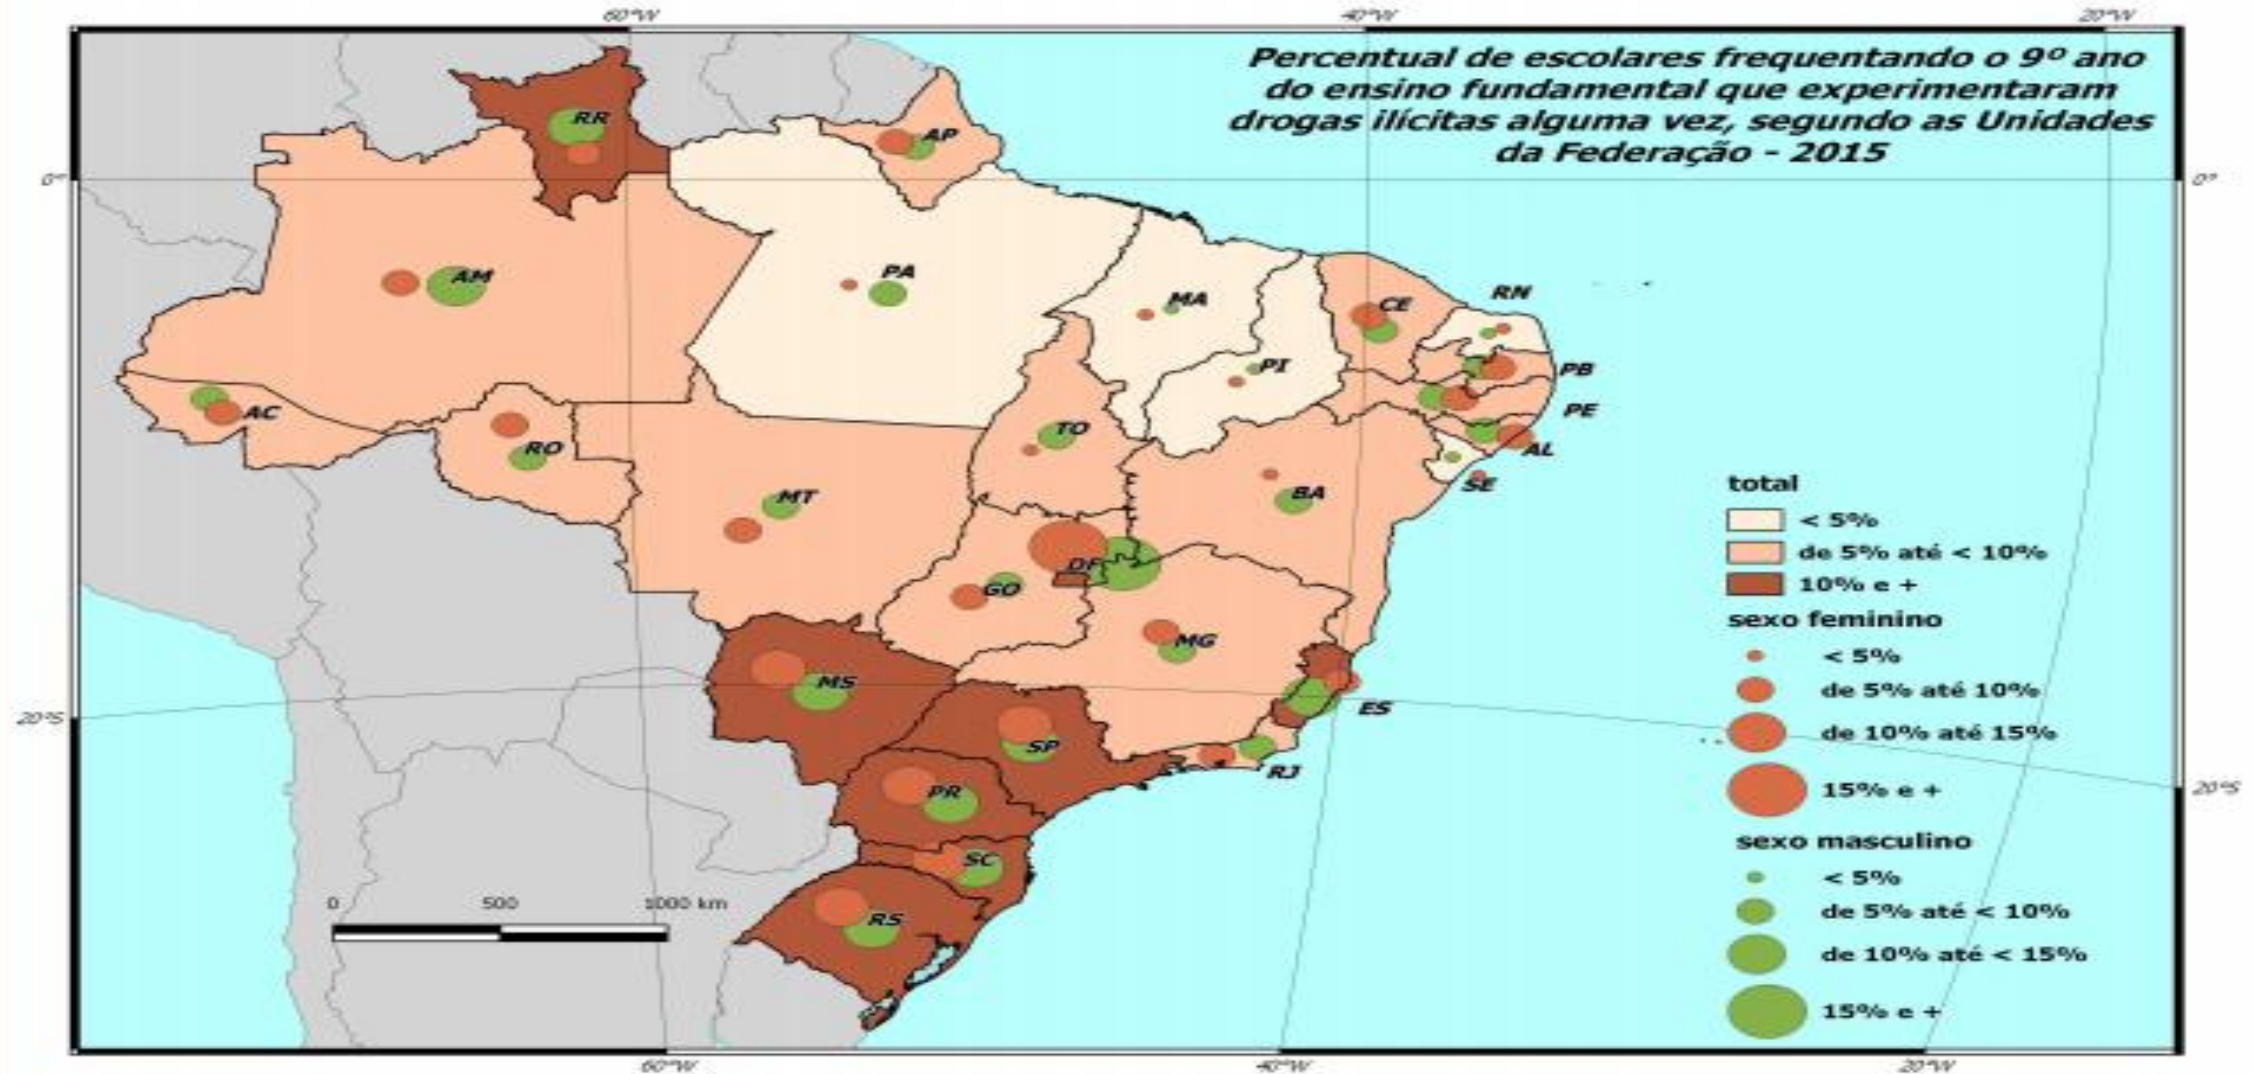 60°W 40°W 20°W
Percentual de escolares frequentando o 9º ano
do ensino fundamental que experimentaram
drogas ilícitas alguma vez, segundo as Unidades
da Federação - 2015
RR
AP
0° 0°
AM
PA
MA
CE
RN
PI
PB
AC
PE
TO
RO
AL
SE
MT
BA
DF
GO
MG
MS
ES
SP
RJ
PR
SC
RS
20°S
20°S
total
< 5%
de 5% até < 10%
10% e +
sexo feminino
< 5%
de 5% até 10%
de 10% até 15%
15% e +
sexo masculino
< 5%
de 5% até < 10%
de 10% até < 15%
15% e +
0 500 1000 km
60°W 40°W 20°W